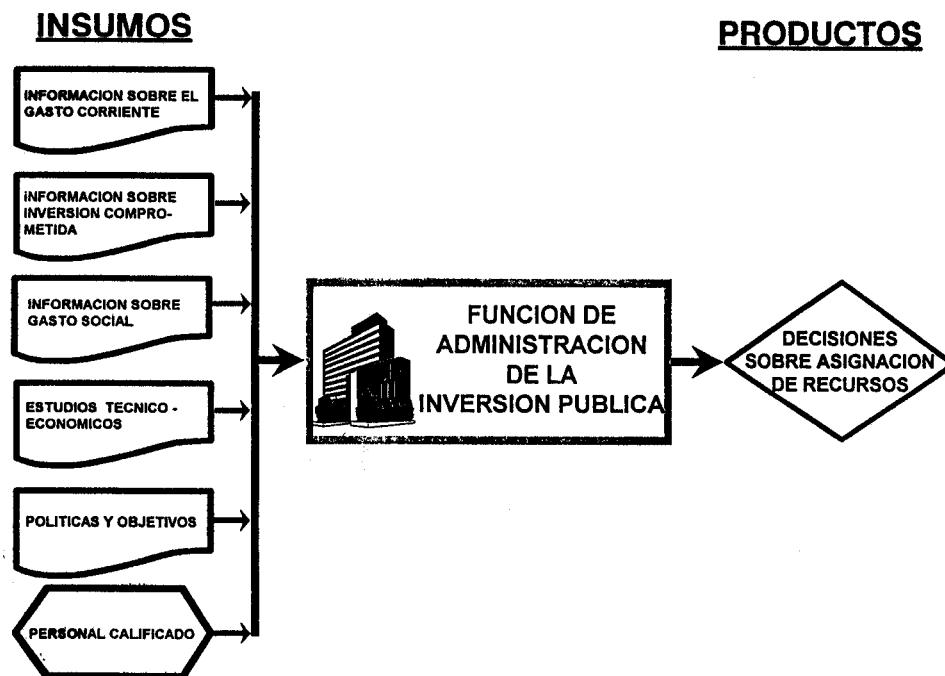 INSUMOS
PRODUCTOS
INFORMACION SOBRE EL
GASTO CORRIENTE
INFORMACION SOBRE
INVERSION COMPRO-
METIDA
INFORMACION SOBRE
GASTO SOCIAL
ESTUDIOS TECNICO -
ECONOMICOS
POLITICAS Y OBJETIVOS
PERSONAL CALIFICADO
FUNCION DE
ADMINISTRACION
DE LA
INVERSION PUBLICA
DECISIONES
SOBRE ASIGNACION
DE RECURSOS